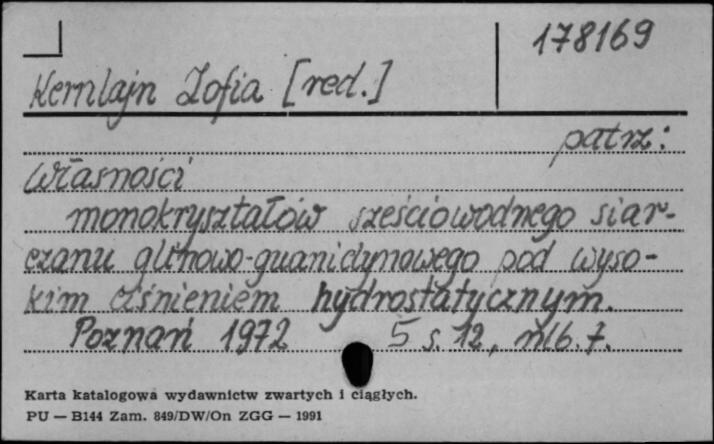 178169
Kernlajn Zofia [red.]
patrz:
Własności
monokryształów sześciowodnego siar-
czanu glinowo-guanidynowego pod wyso-
kim ciśnieniem hydrostatycznym.
Poznań 1972 5 s. 12, nlb. 7.
Karta katalogowa wydawnictw zwartych i ciągłych.
PU — B144 Zam. 849/DW/On ZGG — 1991